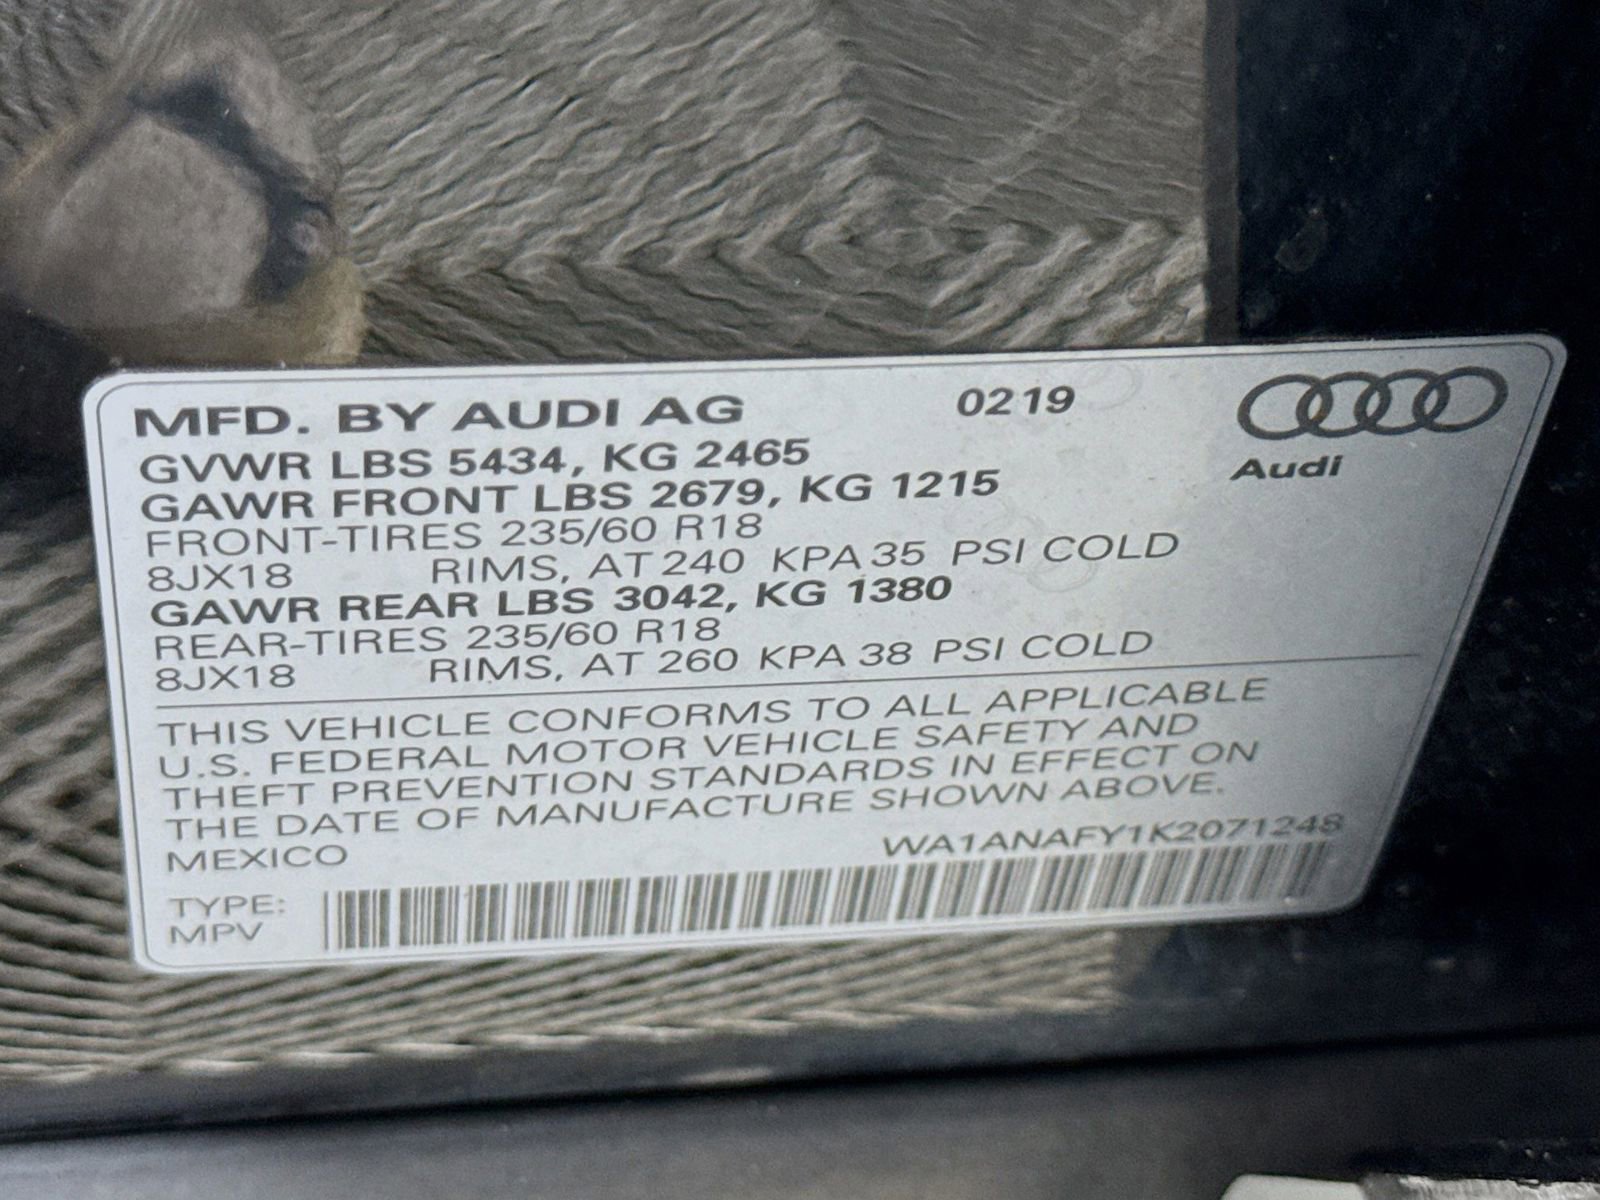 MFD. BY AUDI AG 0219
GVWR LBS 5434, KG 2465
Audi
GAWR FRONT LBS 2679, KG 1215
FRONT-TIRES 235/60 R18
8JX18 RIMS, AT 240 KPA 35 PSI COLD
GAWR REAR LBS 3042, KG 1380
REAR-TIRES 235/60 R18
8JX18 RIMS, AT 260 KPA 38 PSI COLD
THIS VEHICLE CONFORMS TO ALL APPLICABLE
U.S. FEDERAL MOTOR VEHICLE SAFETY AND
THEFT PREVENTION STANDARDS IN EFFECT ON
THE DATE OF MANUFACTURE SHOWN ABOVE.
MEXICO WA1ANAFY1K2071248
TYPE:
MPV